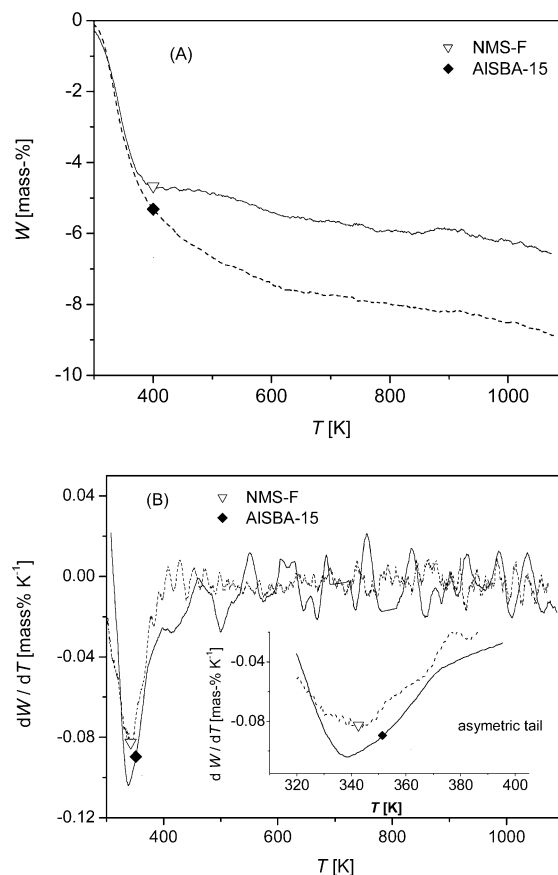 (A)
NMS-F
AlSBA-15
0
-2
-4
-6
-8
-10
W [mass-%]
400 600 800 1000
T [K]
(B)
NMS-F
AlSBA-15
0.04
0.00
-0.04
-0.08
-0.12
dW / dT [mass% K⁻¹]
-0.04
-0.08
d W / dT [mas-% K⁻¹]
asymetric tail
320 340 360 380 400
T [K]
400 600 800 1000
T [K]